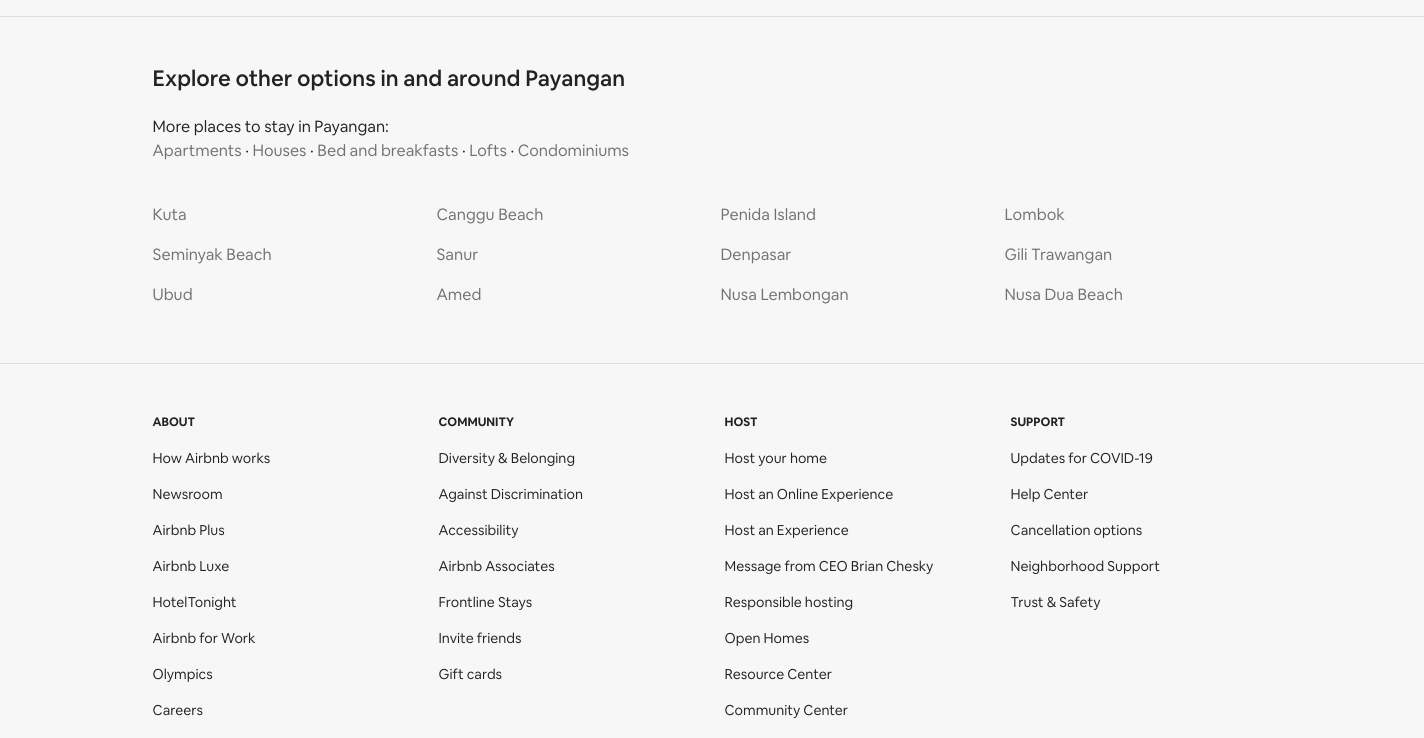 Explore other options in and around Payangan
More places to stay in Payangan:
Apartments · Houses · Bed and breakfasts · Lofts · Condominiums
Kuta
Canggu Beach
Penida Island
Lombok
Seminyak Beach
Sanur
Denpasar
Gili Trawangan
Ubud
Amed
Nusa Lembongan
Nusa Dua Beach
ABOUT
How Airbnb works
Newsroom
Airbnb Plus
Airbnb Luxe
HotelTonight
Airbnb for Work
Olympics
Careers
COMMUNITY
Diversity & Belonging
Against Discrimination
Accessibility
Airbnb Associates
Frontline Stays
Invite friends
Gift cards
HOST
Host your home
Host an Online Experience
Host an Experience
Message from CEO Brian Chesky
Responsible hosting
Open Homes
Resource Center
Community Center
SUPPORT
Updates for COVID-19
Help Center
Cancellation options
Neighborhood Support
Trust & Safety